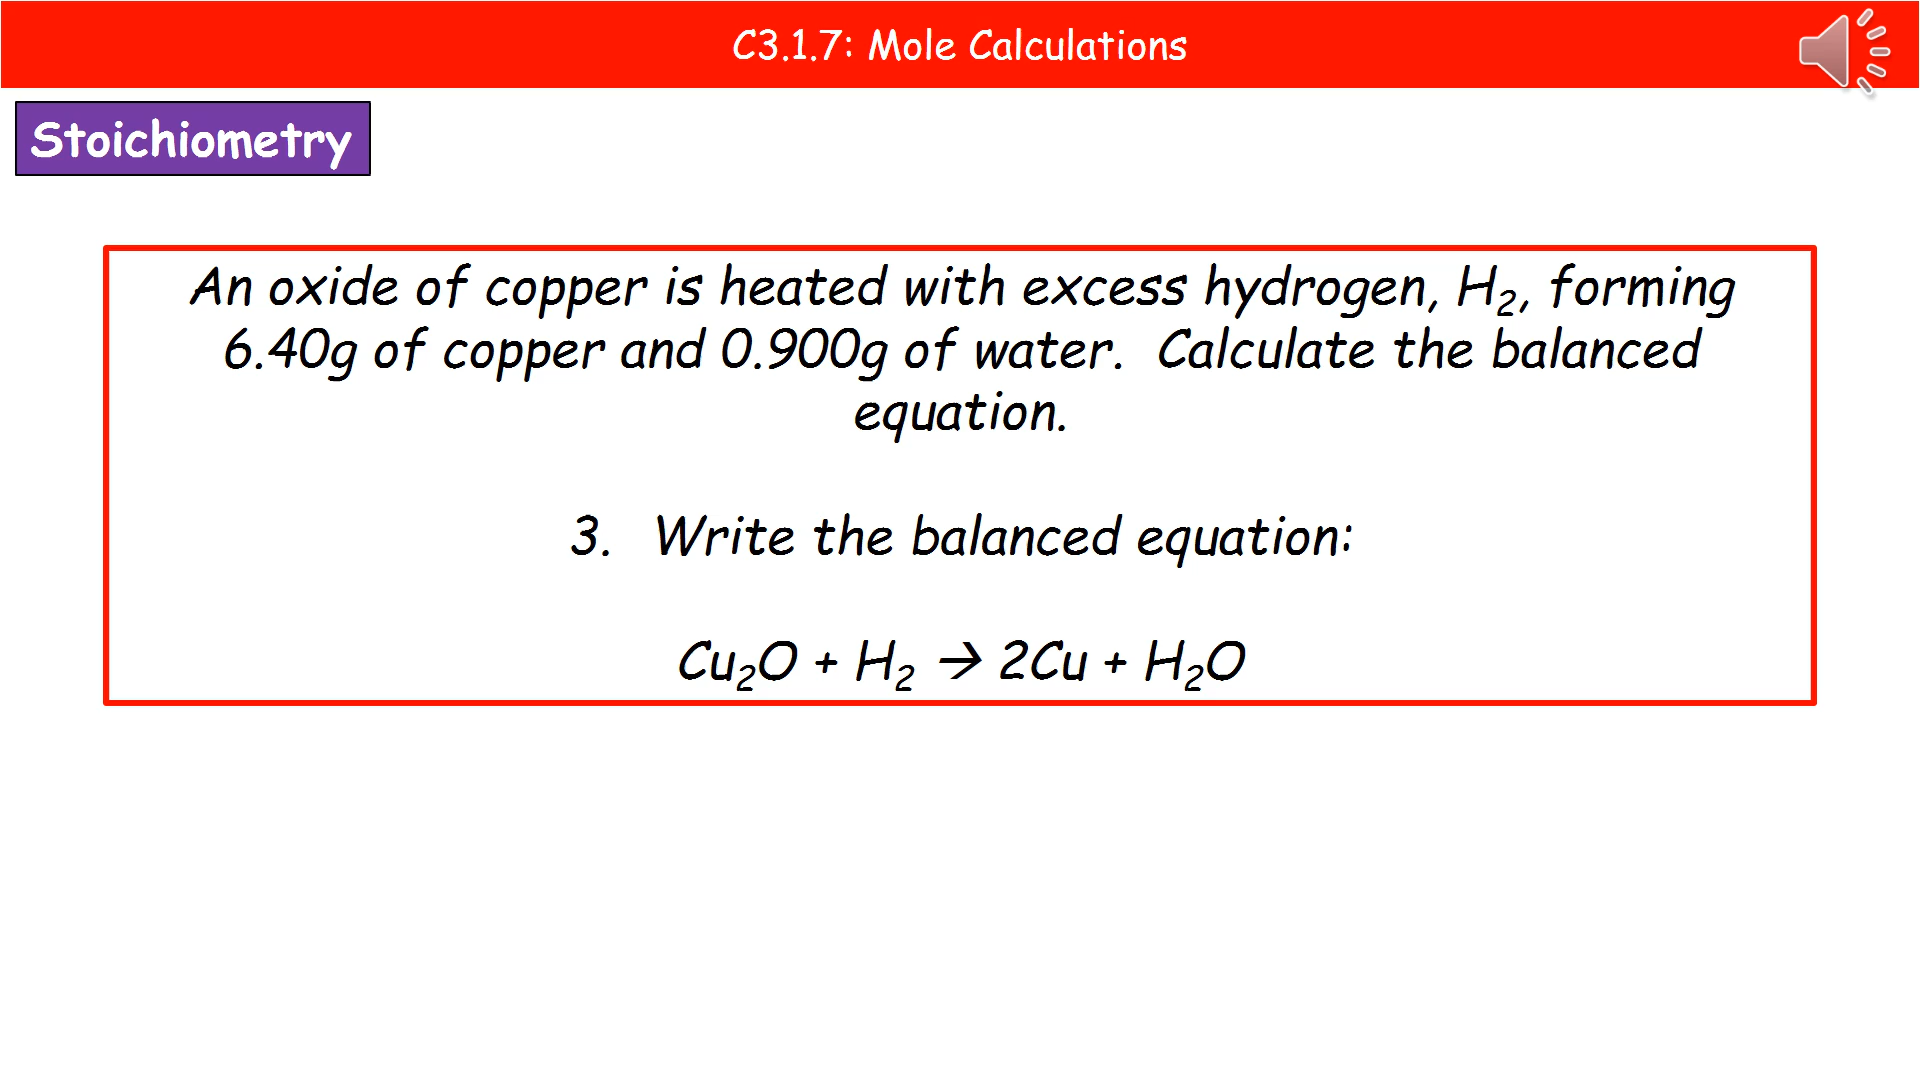 C3.1.7: Mole Calculations
Stoichiometry
An oxide of copper is heated with excess hydrogen, H₂, forming
6.40g of copper and 0.900g of water. Calculate the balanced
equation.
3. Write the balanced equation:
Cu₂O + H₂ → 2Cu + H₂O